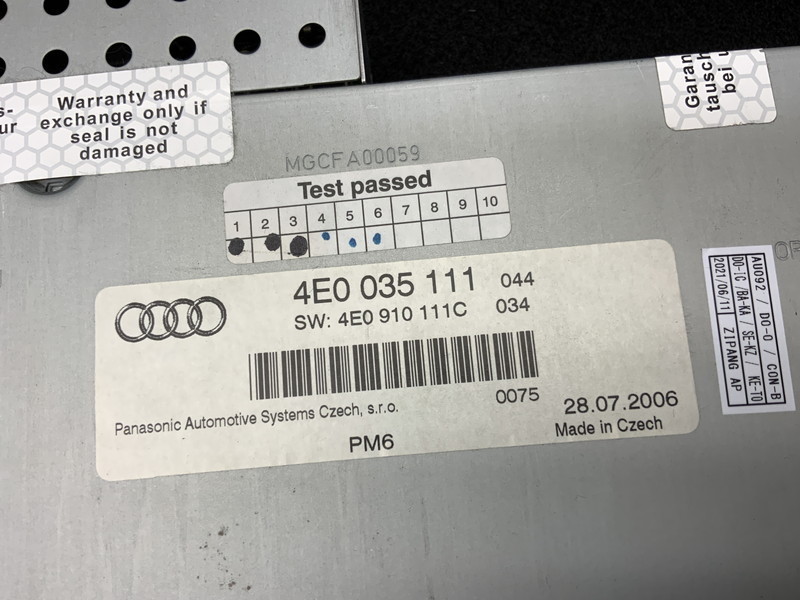 Warranty and
exchange only if
seal is not
damaged
Garan
tausch
bei u
MGCFA00059
Test passed
1 2 3 4 5 6 7 8 9 10
4E0 035 111 044
SW: 4E0 910 111C 034
0075
Panasonic Automotive Systems Czech, s.r.o.
28.07.2006
PM6
Made in Czech
AU092 / DO-O / CON-B
DO-IC /BA-KA / SE-KZ / KE-TO
2021/06/11 ZIPANG AP